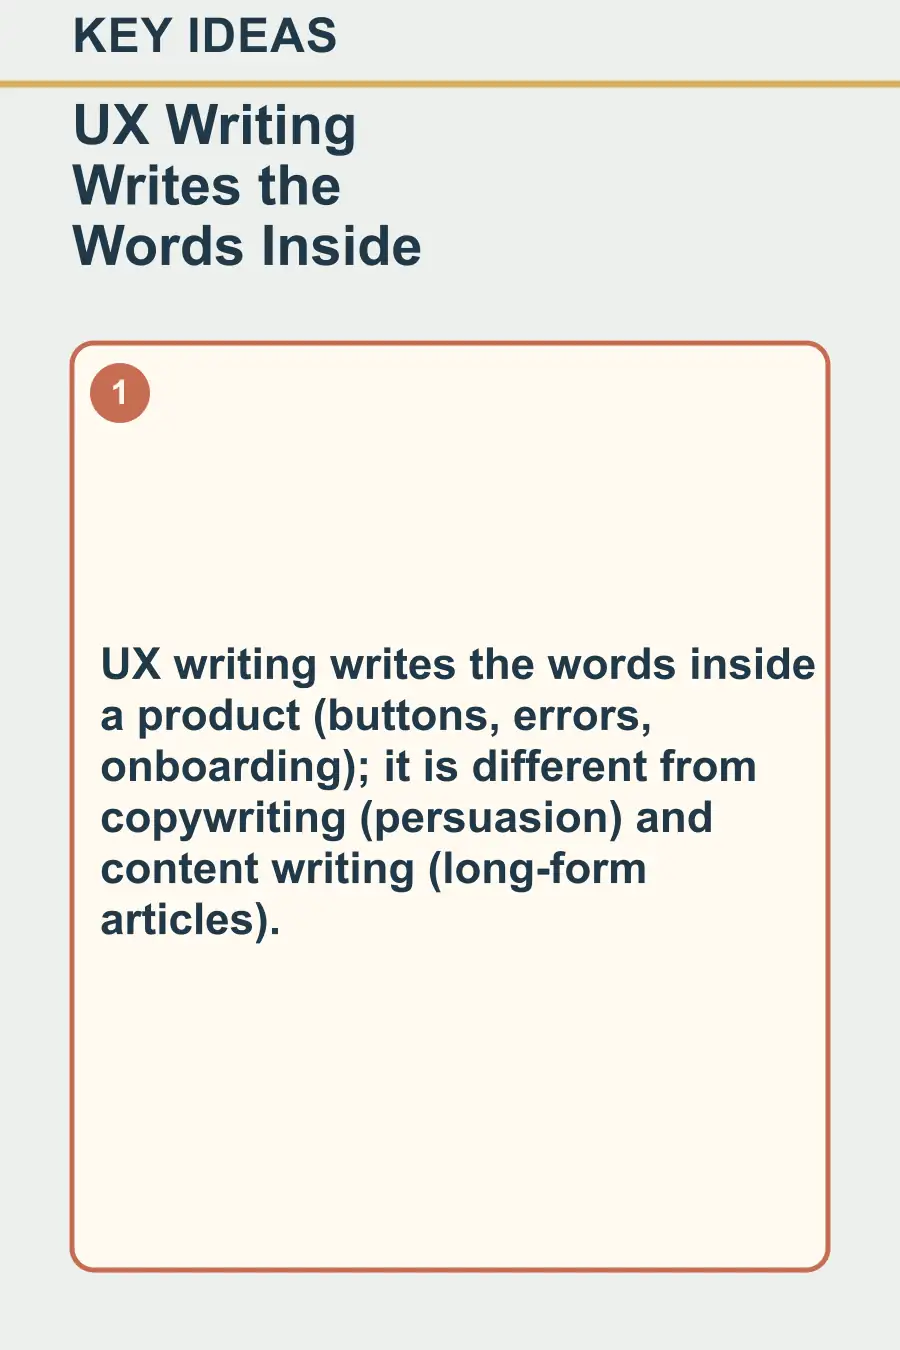 KEY IDEAS
UX Writing
Writes the
Words Inside
1
UX writing writes the words inside
a product (buttons, errors,
onboarding); it is different from
copywriting (persuasion) and
content writing (long-form
articles).